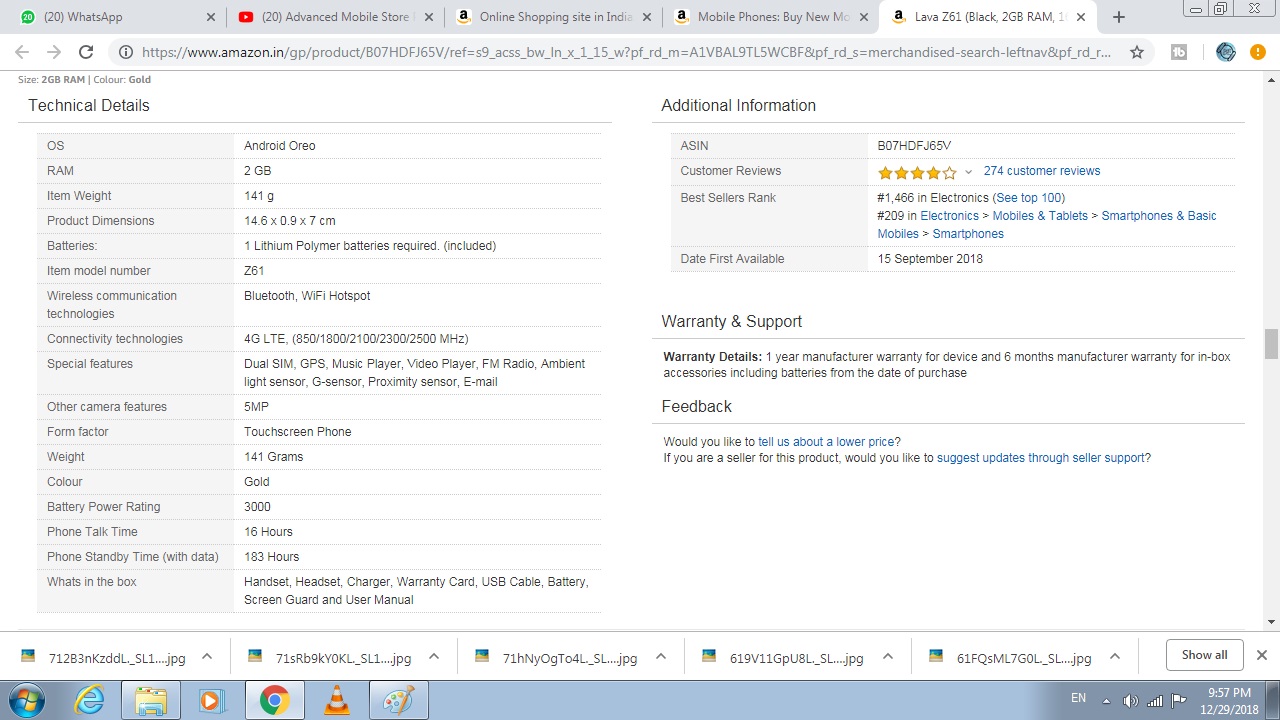 (20) WhatsApp
(20) Advanced Mobile Store
Online Shopping site in India
Mobile Phones: Buy New Mo
Lava Z61 (Black, 2GB RAM, 1
https://www.amazon.in/gp/product/B07HDFJ65V/ref=s9_acss_bw_ln_x_1_15_w?pf_rd_m=A1VBAL9TL5WCBF&pf_rd_s=merchandised-search-leftnav&pf_rd_r...
Size: 2GB RAM | Colour: Gold
Technical Details
OS Android Oreo
RAM 2 GB
Item Weight 141 g
Product Dimensions 14.6 x 0.9 x 7 cm
Batteries: 1 Lithium Polymer batteries required. (included)
Item model number Z61
Wireless communication Bluetooth, WiFi Hotspot
technologies
Connectivity technologies 4G LTE, (850/1800/2100/2300/2500 MHz)
Special features Dual SIM, GPS, Music Player, Video Player, FM Radio, Ambient
light sensor, G-sensor, Proximity sensor, E-mail
Other camera features 5MP
Form factor Touchscreen Phone
Weight 141 Grams
Colour Gold
Battery Power Rating 3000
Phone Talk Time 16 Hours
Phone Standby Time (with data) 183 Hours
Whats in the box Handset, Headset, Charger, Warranty Card, USB Cable, Battery,
Screen Guard and User Manual
Additional Information
ASIN B07HDFJ65V
Customer Reviews 274 customer reviews
Best Sellers Rank #1,466 in Electronics (See top 100)
#209 in Electronics > Mobiles & Tablets > Smartphones & Basic
Mobiles > Smartphones
Date First Available 15 September 2018
Warranty & Support
Warranty Details: 1 year manufacturer warranty for device and 6 months manufacturer warranty for in-box
accessories including batteries from the date of purchase
Feedback
Would you like to tell us about a lower price?
If you are a seller for this product, would you like to suggest updates through seller support?
712B3nKzddL._SL1....jpg
71sRb9kY0KL._SL1....jpg
71hNyOgTo4L._SL....jpg
619V11GpU8L._SL....jpg
61FQsML7G0L._SL....jpg
Show all
EN
9:57 PM
12/29/2018